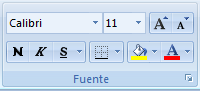 Calibri 11 A A
N K S A
Fuente